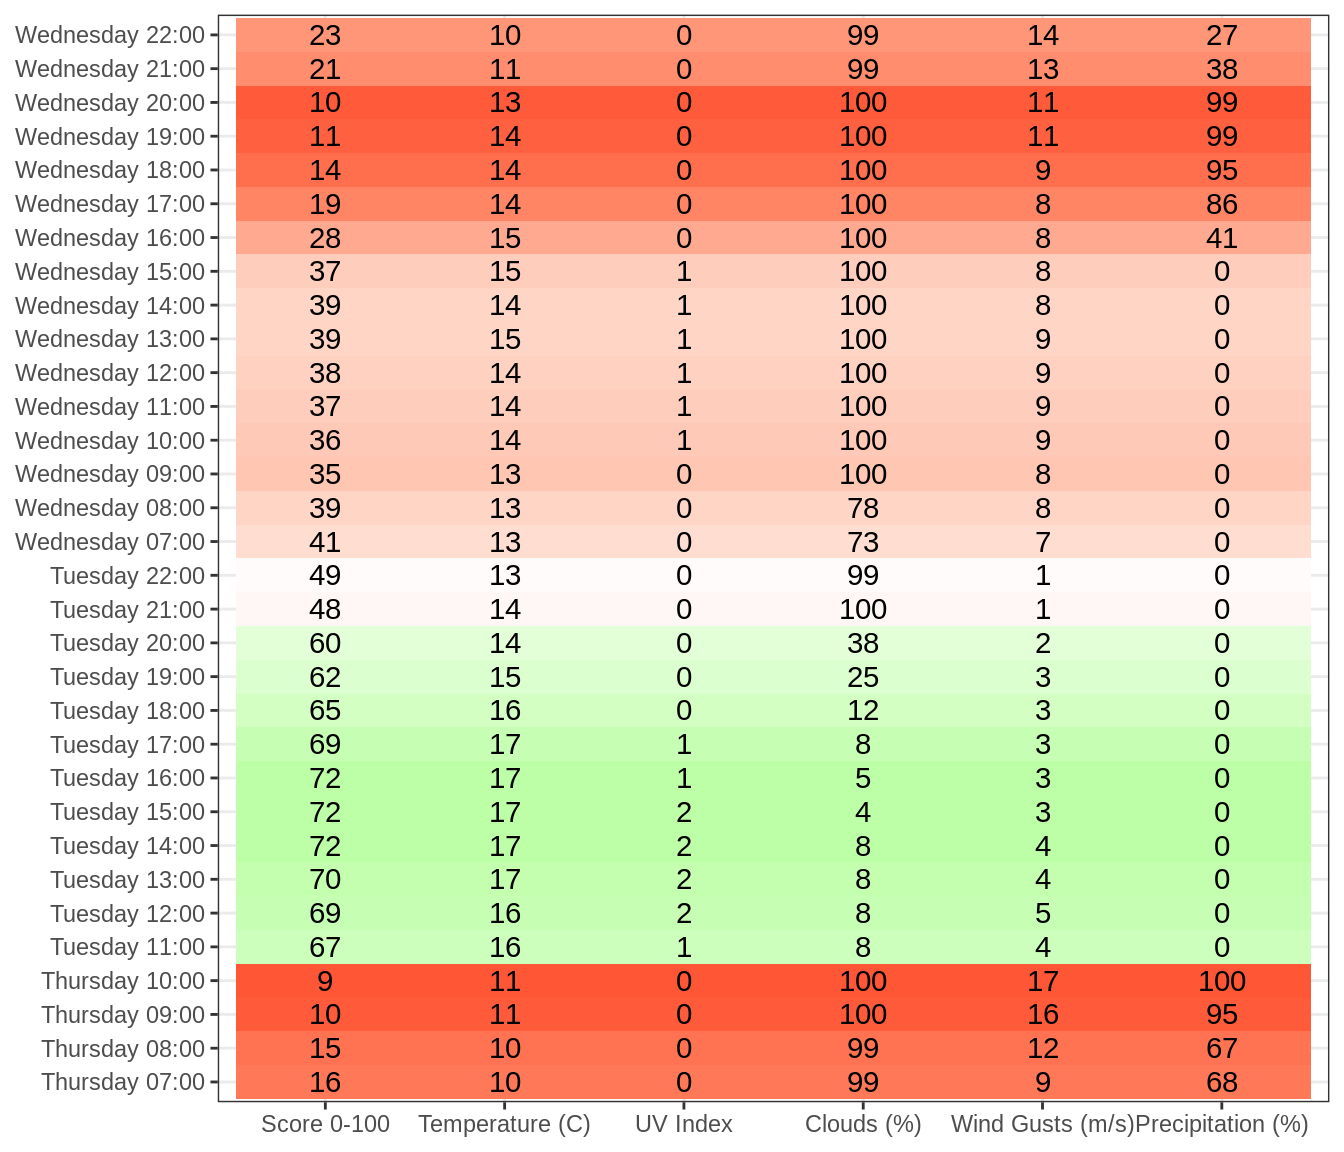 Wednesday 22:00 23 10 0 99 14 27
Wednesday 21:00 21 11 0 99 13 38
Wednesday 20:00 10 13 0 100 11 99
Wednesday 19:00 11 14 0 100 11 99
Wednesday 18:00 14 14 0 100 9 95
Wednesday 17:00 19 14 0 100 8 86
Wednesday 16:00 28 15 0 100 8 41
Wednesday 15:00 37 15 1 100 8 0
Wednesday 14:00 39 14 1 100 8 0
Wednesday 13:00 39 15 1 100 9 0
Wednesday 12:00 38 14 1 100 9 0
Wednesday 11:00 37 14 1 100 9 0
Wednesday 10:00 36 14 1 100 9 0
Wednesday 09:00 35 13 0 100 8 0
Wednesday 08:00 39 13 0 78 8 0
Wednesday 07:00 41 13 0 73 7 0
Tuesday 22:00 49 13 0 99 1 0
Tuesday 21:00 48 14 0 100 1 0
Tuesday 20:00 60 14 0 38 2 0
Tuesday 19:00 62 15 0 25 3 0
Tuesday 18:00 65 16 0 12 3 0
Tuesday 17:00 69 17 1 8 3 0
Tuesday 16:00 72 17 1 5 3 0
Tuesday 15:00 72 17 2 4 3 0
Tuesday 14:00 72 17 2 8 4 0
Tuesday 13:00 70 17 2 8 4 0
Tuesday 12:00 69 16 2 8 5 0
Tuesday 11:00 67 16 1 8 4 0
Thursday 10:00 9 11 0 100 17 100
Thursday 09:00 10 11 0 100 16 95
Thursday 08:00 15 10 0 99 12 67
Thursday 07:00 16 10 0 99 9 68
Score 0-100 Temperature (C) UV Index Clouds (%) Wind Gusts (m/s) Precipitation (%)